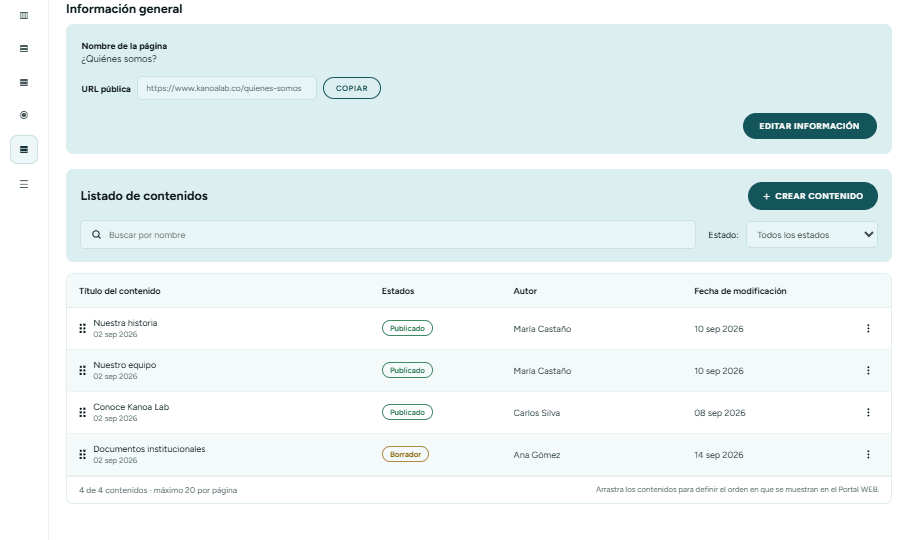 Información general
Nombre de la página
¿Quiénes somos?
URL pública https://www.kanoalab.co/quienes-somos COPIAR
EDITAR INFORMACIÓN
Listado de contenidos
+ CREAR CONTENIDO
Buscar por nombre
Estado: Todos los estados
Título del contenido Estados Autor Fecha de modificación
Nuestra historia
02 sep 2026
Publicado María Castaño 10 sep 2026
Nuestro equipo
02 sep 2026
Publicado María Castaño 10 sep 2026
Conoce Kanoa Lab
02 sep 2026
Publicado Carlos Silva 08 sep 2026
Documentos institucionales
02 sep 2026
Borrador Ana Gómez 14 sep 2026
4 de 4 contenidos · máximo 20 por página
Arrastra los contenidos para definir el orden en que se muestran en el Portal WEB.